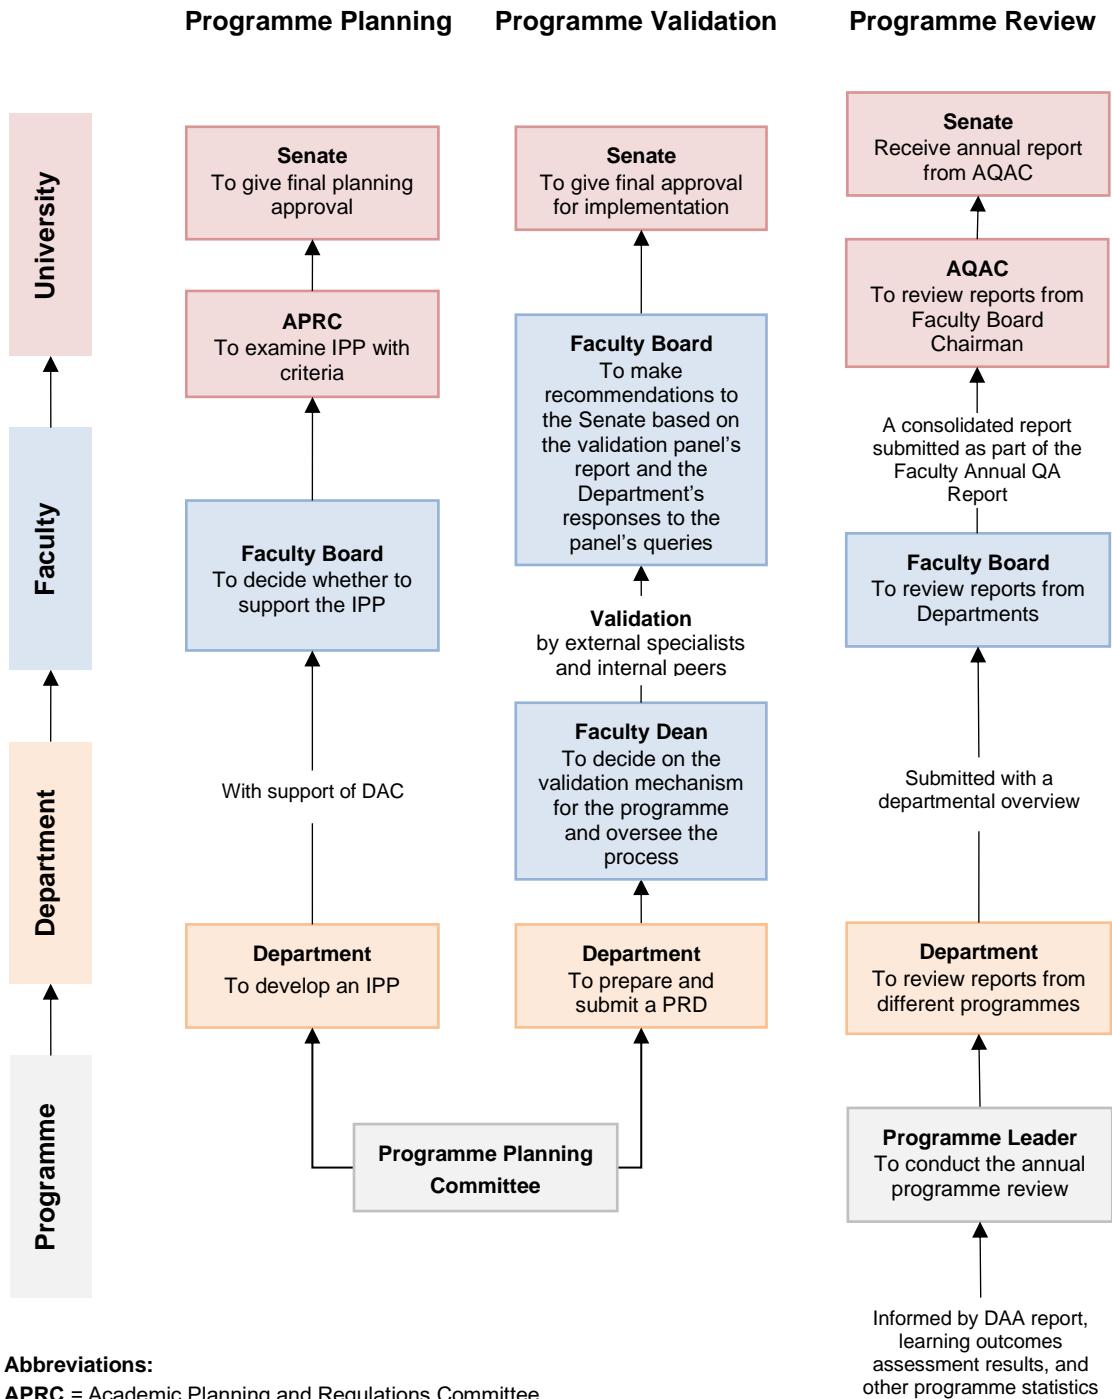 Programme Planning
Programme Validation
Programme Review
University
Faculty
Department
Programme
Senate
To give final planning
approval
APRC
To examine IPP with
criteria
Faculty Board
To decide whether to
support the IPP
With support of DAC
Department
To develop an IPP
Senate
To give final approval
for implementation
Faculty Board
To make
recommendations to
the Senate based on
the validation panel's
report and the
Department's
responses to the
panel's queries
Validation
by external specialists
and internal peers
Faculty Dean
To decide on the
validation mechanism
for the programme
and oversee the
process
Department
To prepare and
submit a PRD
Programme Planning
Committee
Senate
Receive annual report
from AQAC
AQAC
To review reports from
Faculty Board
Chairman
A consolidated report
submitted as part of the
Faculty Annual QA
Report
Faculty Board
To review reports from
Departments
Submitted with a
departmental overview
Department
To review reports from
different programmes
Programme Leader
To conduct the annual
programme review
Informed by DAA report,
learning outcomes
assessment results, and
other programme statistics
Abbreviations:
APRC = Academic Planning and Regulations Committee